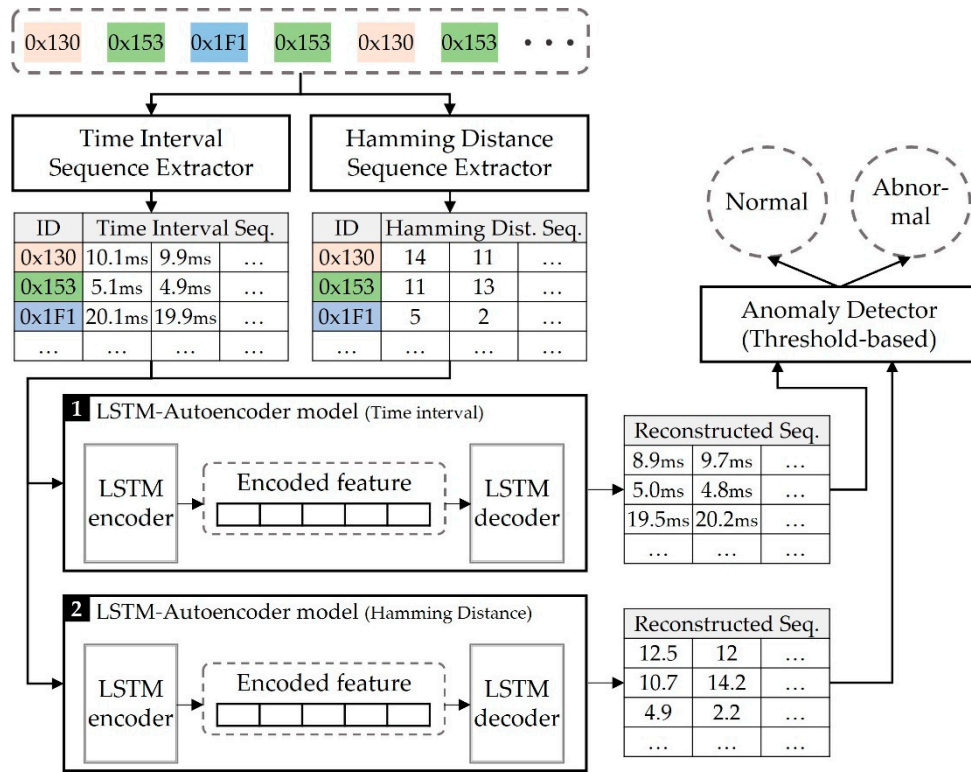 0x130 0x153 0x1F1 0x153 0x130 0x153 • • •
Time Interval
Sequence Extractor
Hamming Distance
Sequence Extractor
ID Time Interval Seq.
0x130 10.1ms 9.9ms ...
0x153 5.1ms 4.9ms ...
0x1F1 20.1ms 19.9ms ...
... ... ... ...
ID Hamming Dist. Seq.
0x130 14 11 ...
0x153 11 13 ...
0x1F1 5 2 ...
... ... ... ...
Normal
Abnor-
mal
Anomaly Detector
(Threshold-based)
1 LSTM-Autoencoder model (Time interval)
LSTM
encoder
Encoded feature
LSTM
decoder
Reconstructed Seq.
8.9ms 9.7ms ...
5.0ms 4.8ms ...
19.5ms 20.2ms ...
... ... ...
2 LSTM-Autoencoder model (Hamming Distance)
LSTM
encoder
Encoded feature
LSTM
decoder
Reconstructed Seq.
12.5 12 ...
10.7 14.2 ...
4.9 2.2 ...
... ... ...